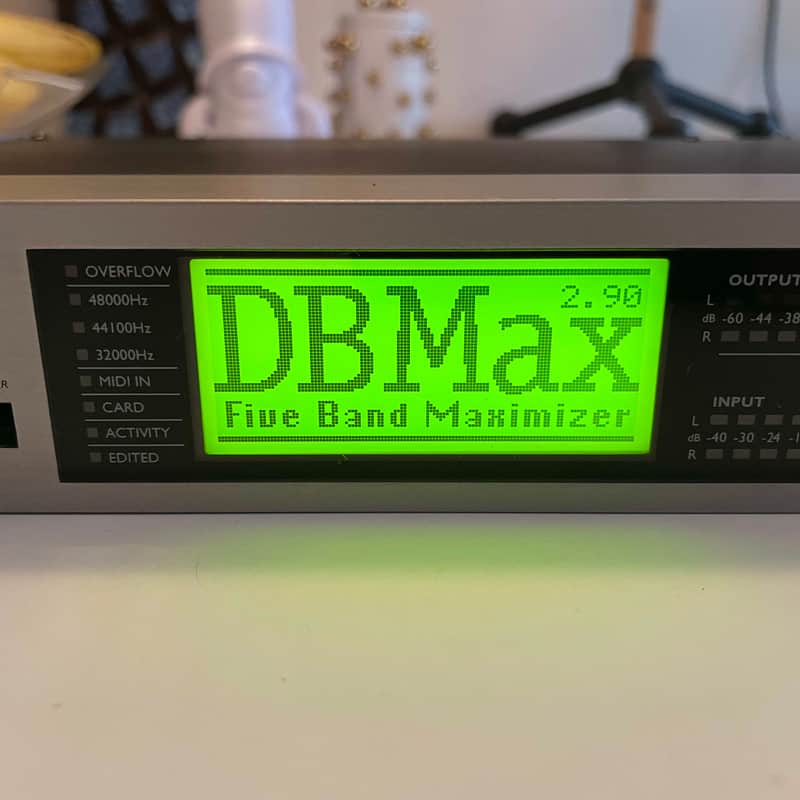 OVERFLOW
48000Hz
44100Hz
32000Hz
MIDI IN
CARD
ACTIVITY
EDITED
R
DBMax
2.90
Five Band Maximizer
OUTPUT
L
dB -60 -44 -38
R
INPUT
L
dB -40 -30 -24
R